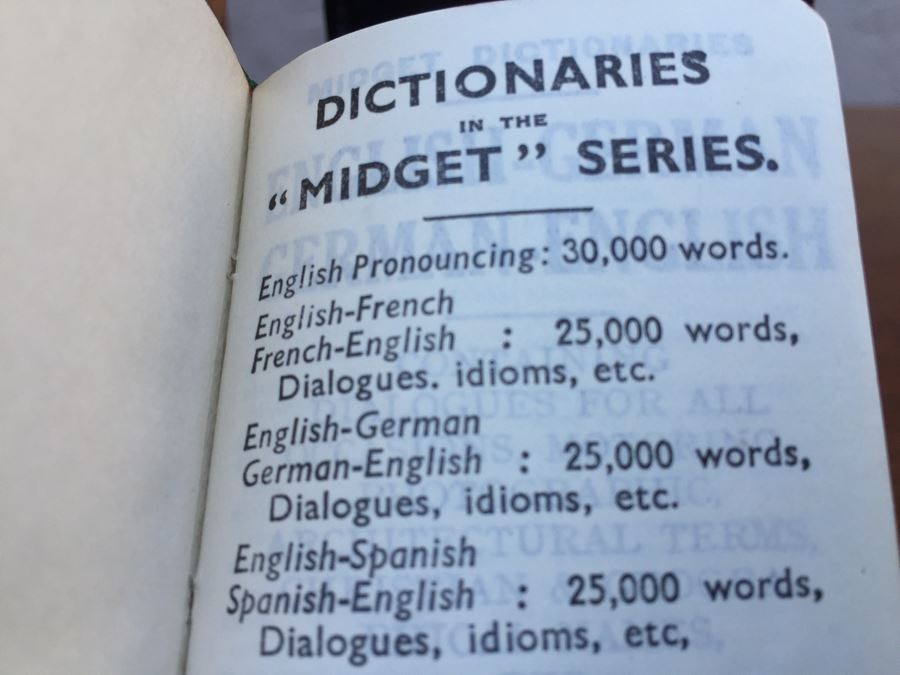 DICTIONARIES
IN THE
“MIDGET” SERIES.
English Pronouncing: 30,000 words.
English-French
French-English : 25,000 words,
Dialogues. idioms, etc.
English-German
German-English : 25,000 words,
Dialogues, idioms, etc.
English-Spanish
Spanish-English : 25,000 words,
Dialogues, idioms, etc,